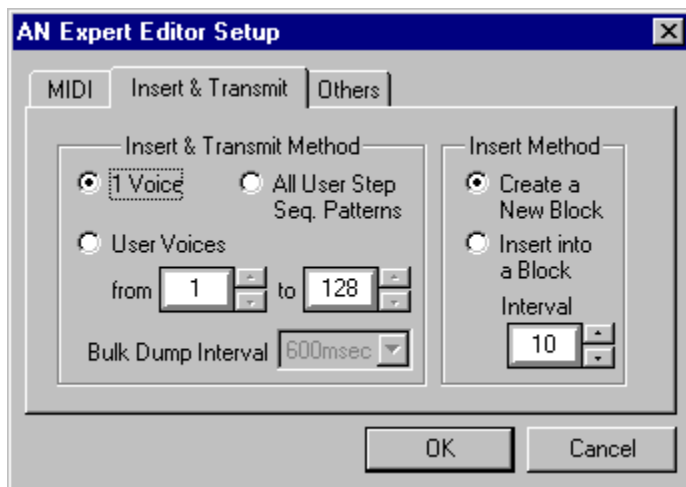 AN Expert Editor Setup
MIDI
Insert & Transmit
Others
Insert & Transmit Method
1 Voice
All User Step
Seq. Patterns
User Voices
from 1 to 128
Bulk Dump Interval 600msec
Insert Method
Create a
New Block
Insert into
a Block
Interval
10
OK
Cancel